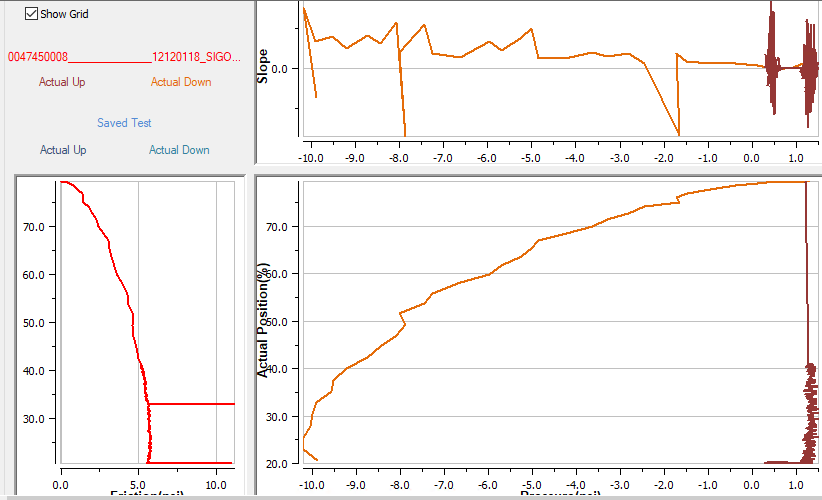 Show Grid
0047450008____________12120118_SIGO...
Actual Up Actual Down
Saved Test
Actual Up Actual Down
Slope
0.0
-10.0 -9.0 -8.0 -7.0 -6.0 -5.0 -4.0 -3.0 -2.0 -1.0 0.0 1.0
70.0
60.0
50.0
40.0
30.0
0.0 5.0 10.0
Friction(psi)
Actual Position(%)
70.0
60.0
50.0
40.0
30.0
20.0
-10.0 -9.0 -8.0 -7.0 -6.0 -5.0 -4.0 -3.0 -2.0 -1.0 0.0 1.0
Pressure(psi)